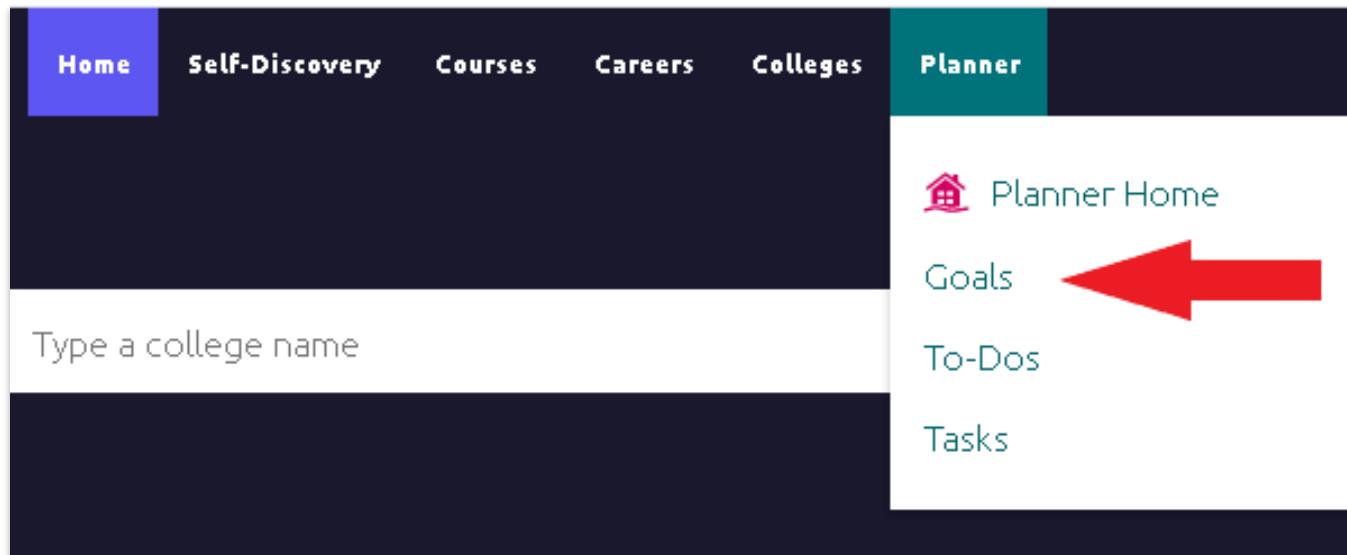 Home Self-Discovery Courses Careers Colleges Planner
Planner Home
Goals
Type a college name
To-Dos
Tasks